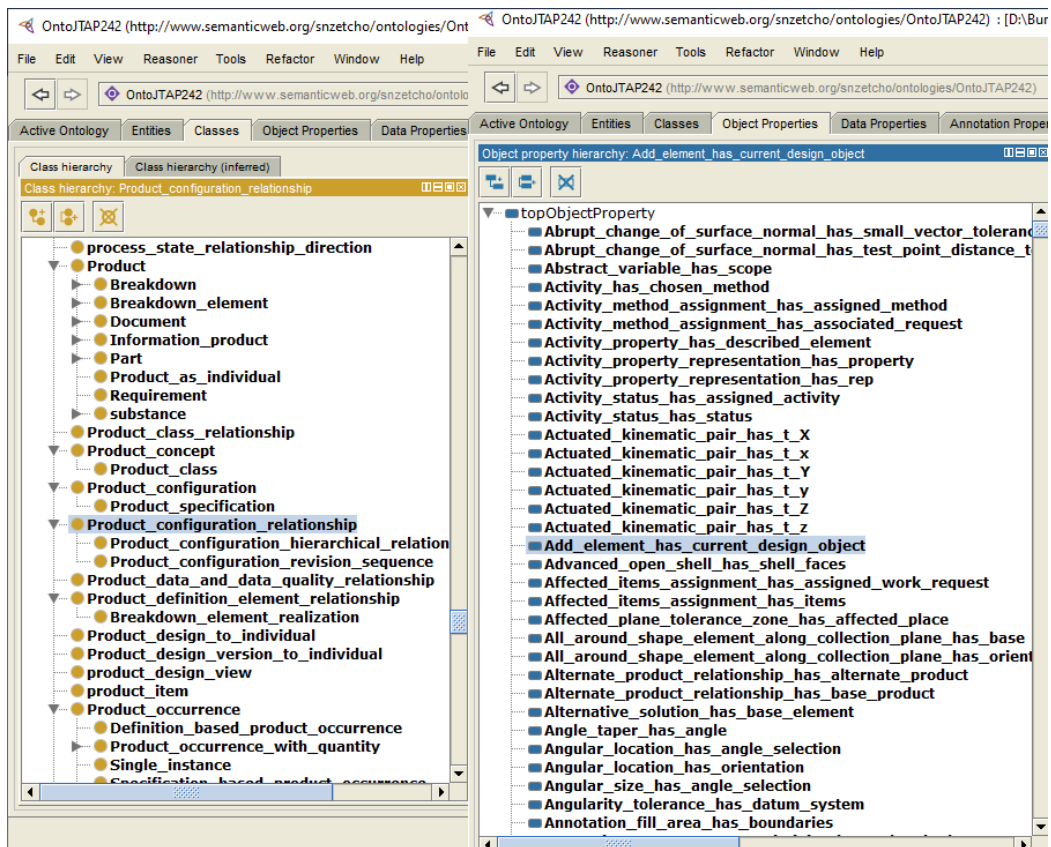 OntoJTAP242 (http://www.semanticweb.org/snzetcho/ontologies/Ont
File Edit View Reasoner Tools Refactor Window Help
OntoJTAP242 (http://www.semanticweb.org/snzetcho/ontolo
Active Ontology Entities Classes Object Properties Data Properties
Class hierarchy Class hierarchy (inferred)
Class hierarchy: Product_configuration_relationship
process_state_relationship_direction
Product
Breakdown
Breakdown_element
Document
Information_product
Part
Product_as_individual
Requirement
substance
Product_class_relationship
Product_concept
Product_class
Product_configuration
Product_specification
Product_configuration_relationship
Product_configuration_hierarchical_relation
Product_configuration_revision_sequence
Product_data_and_data_quality_relationship
Product_definition_element_relationship
Breakdown_element_realization
Product_design_to_individual
Product_design_version_to_individual
product_design_view
product_item
Product_occurrence
Definition_based_product_occurrence
Product_occurrence_with_quantity
Single_instance
Specification_based_product_occurrence
OntoJTAP242 (http://www.semanticweb.org/snzetcho/ontologies/OntoJTAP242) : [D:\Bur
File Edit View Reasoner Tools Refactor Window Help
OntoJTAP242 (http://www.semanticweb.org/snzetcho/ontologies/OntoJTAP242)
Active Ontology Entities Classes Object Properties Data Properties Annotation Proper
Object property hierarchy: Add_element_has_current_design_object
topObjectProperty
Abrupt_change_of_surface_normal_has_small_vector_toleranc
Abrupt_change_of_surface_normal_has_test_point_distance_t
Abstract_variable_has_scope
Activity_has_chosen_method
Activity_method_assignment_has_assigned_method
Activity_method_assignment_has_associated_request
Activity_property_has_described_element
Activity_property_representation_has_property
Activity_property_representation_has_rep
Activity_status_has_assigned_activity
Activity_status_has_status
Actuated_kinematic_pair_has_t_X
Actuated_kinematic_pair_has_t_x
Actuated_kinematic_pair_has_t_Y
Actuated_kinematic_pair_has_t_y
Actuated_kinematic_pair_has_t_Z
Actuated_kinematic_pair_has_t_z
Add_element_has_current_design_object
Advanced_open_shell_has_shell_faces
Affected_items_assignment_has_assigned_work_request
Affected_items_assignment_has_items
Affected_plane_tolerance_zone_has_affected_place
All_around_shape_element_along_collection_plane_has_base
All_around_shape_element_along_collection_plane_has_orient
Alternate_product_relationship_has_alternate_product
Alternate_product_relationship_has_base_product
Alternative_solution_has_base_element
Angle_taper_has_angle
Angular_location_has_angle_selection
Angular_location_has_orientation
Angular_size_has_angle_selection
Angularity_tolerance_has_datum_system
Annotation_fill_area_has_boundaries